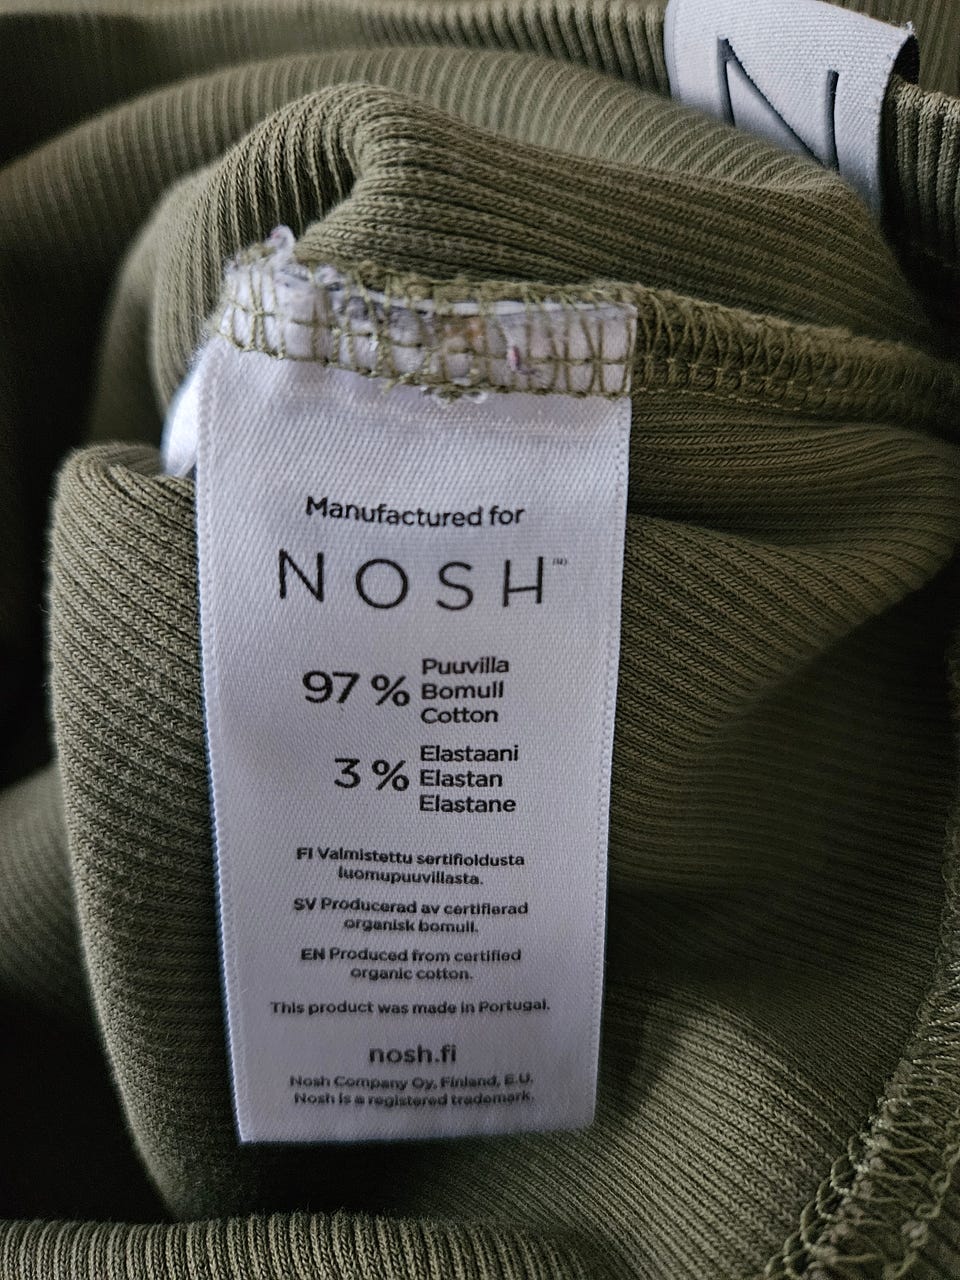 N
Manufactured for
NOSH™
97 % Puuvilla
Bomull
Cotton
3 % Elastaani
Elastan
Elastane
FI Valmistettu sertifioidusta
luomupuuvillasta.
SV Producerad av certifierad
organisk bomull.
EN Produced from certified
organic cotton.
This product was made in Portugal.
nosh.fi
Nosh Company Oy, Finland, E.U.
Nosh is a registered trademark.